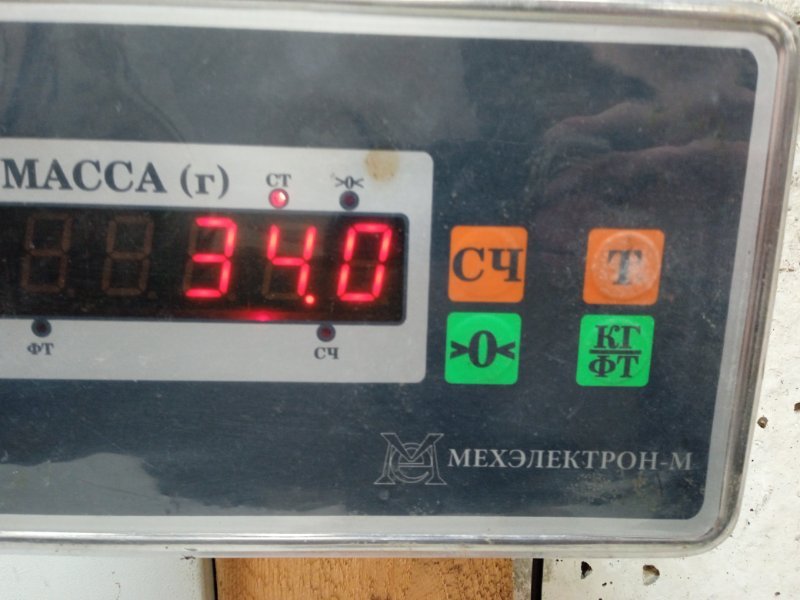 МАССА (г)
СТ
>0<
34.0
ФТ
СЧ
СЧ
Т
>0<
КГ
ФТ
МЕХЭЛЕКТРОН-М